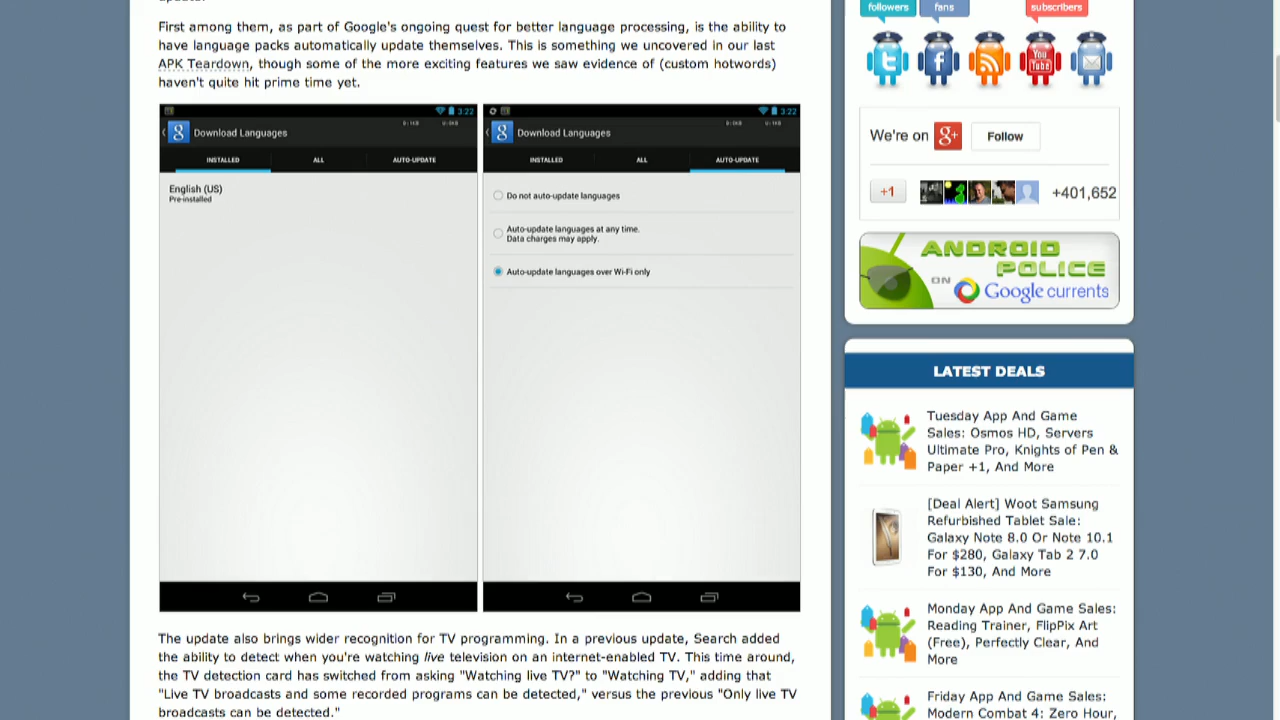 First among them, as part of Google's ongoing quest for better language processing, is the ability to
have language packs automatically update themselves. This is something we uncovered in our last
APK Teardown, though some of the more exciting features we saw evidence of (custom hotwords)
haven't quite hit prime time yet.
3:22
Download Languages
INSTALLED ALL AUTO-UPDATE
English (US)
Pre-installed
3:22
Download Languages
INSTALLED ALL AUTO-UPDATE
Do not auto-update languages
Auto-update languages at any time.
Data charges may apply.
Auto-update languages over Wi-Fi only
The update also brings wider recognition for TV programming. In a previous update, Search added
the ability to detect when you're watching live television on an internet-enabled TV. This time around,
the TV detection card has switched from asking "Watching live TV?" to "Watching TV," adding that
"Live TV broadcasts and some recorded programs can be detected," versus the previous "Only live TV
broadcasts can be detected."
followers fans subscribers
You
Tube
We're on g+ Follow
+1 +401,652
ANDROID
POLICE
ON Google currents
LATEST DEALS
Tuesday App And Game
Sales: Osmos HD, Servers
Ultimate Pro, Knights of Pen &
Paper +1, And More
[Deal Alert] Woot Samsung
Refurbished Tablet Sale:
Galaxy Note 8.0 Or Note 10.1
For $280, Galaxy Tab 2 7.0
For $130, And More
Monday App And Game Sales:
Reading Trainer, FlipPix Art
(Free), Perfectly Clear, And
More
Friday App And Game Sales:
Modern Combat 4: Zero Hour,